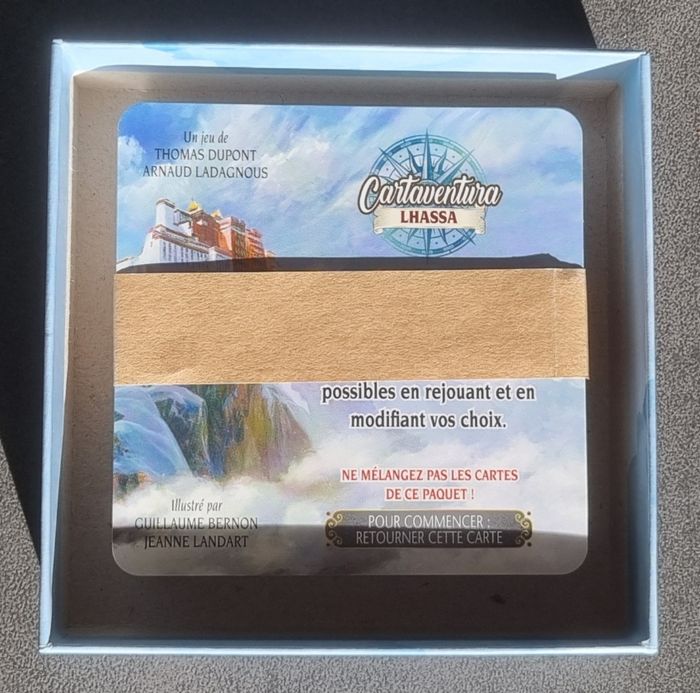 Un jeu de
THOMAS DUPONT
ARNAUD LADAGNOUS
Cartaventura
LHASSA
possibles en rejouant et en
modifiant vos choix.
NE MÉLANGEZ PAS LES CARTES
DE CE PAQUET !
Illustré par
GUILLAUME BERNON
JEANNE LANDART
POUR COMMENCER :
RETOURNER CETTE CARTE